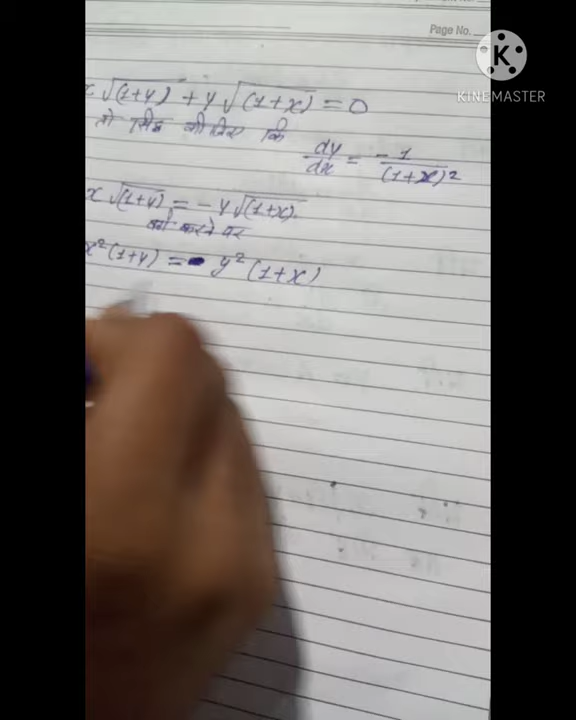 Page No.
KINEMASTER
x √(1+y) + y √(1+x) = 0
तो सिद्ध कीजिए कि
dy/dx = -1/(1+x)²
x √(1+y) = -y √(1+x)
वर्ग करने पर
x² (1+y) = y² (1+x)